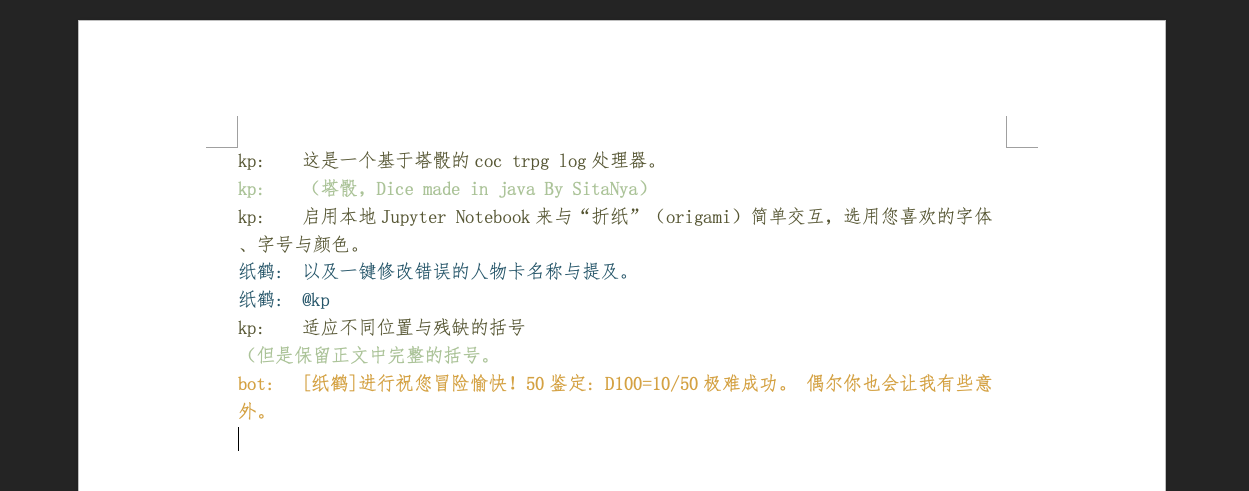 kp:    这是一个基于塔骰的 coc trpg log 处理器。
kp:    （塔骰，Dice made in java By SitaNya）
kp:    启用本地 Jupyter Notebook 来与“折纸”（origami）简单交互，选用您喜欢的字体
、字号与颜色。
纸鹤:  以及一键修改错误的人物卡名称与提及。
纸鹤:  @kp
kp:    适应不同位置与残缺的括号
（但是保留正文中完整的括号。
bot:   [纸鹤]进行祝您冒险愉快！50 鉴定: D100=10/50 极难成功。 偶尔你也会让我有些意
外。